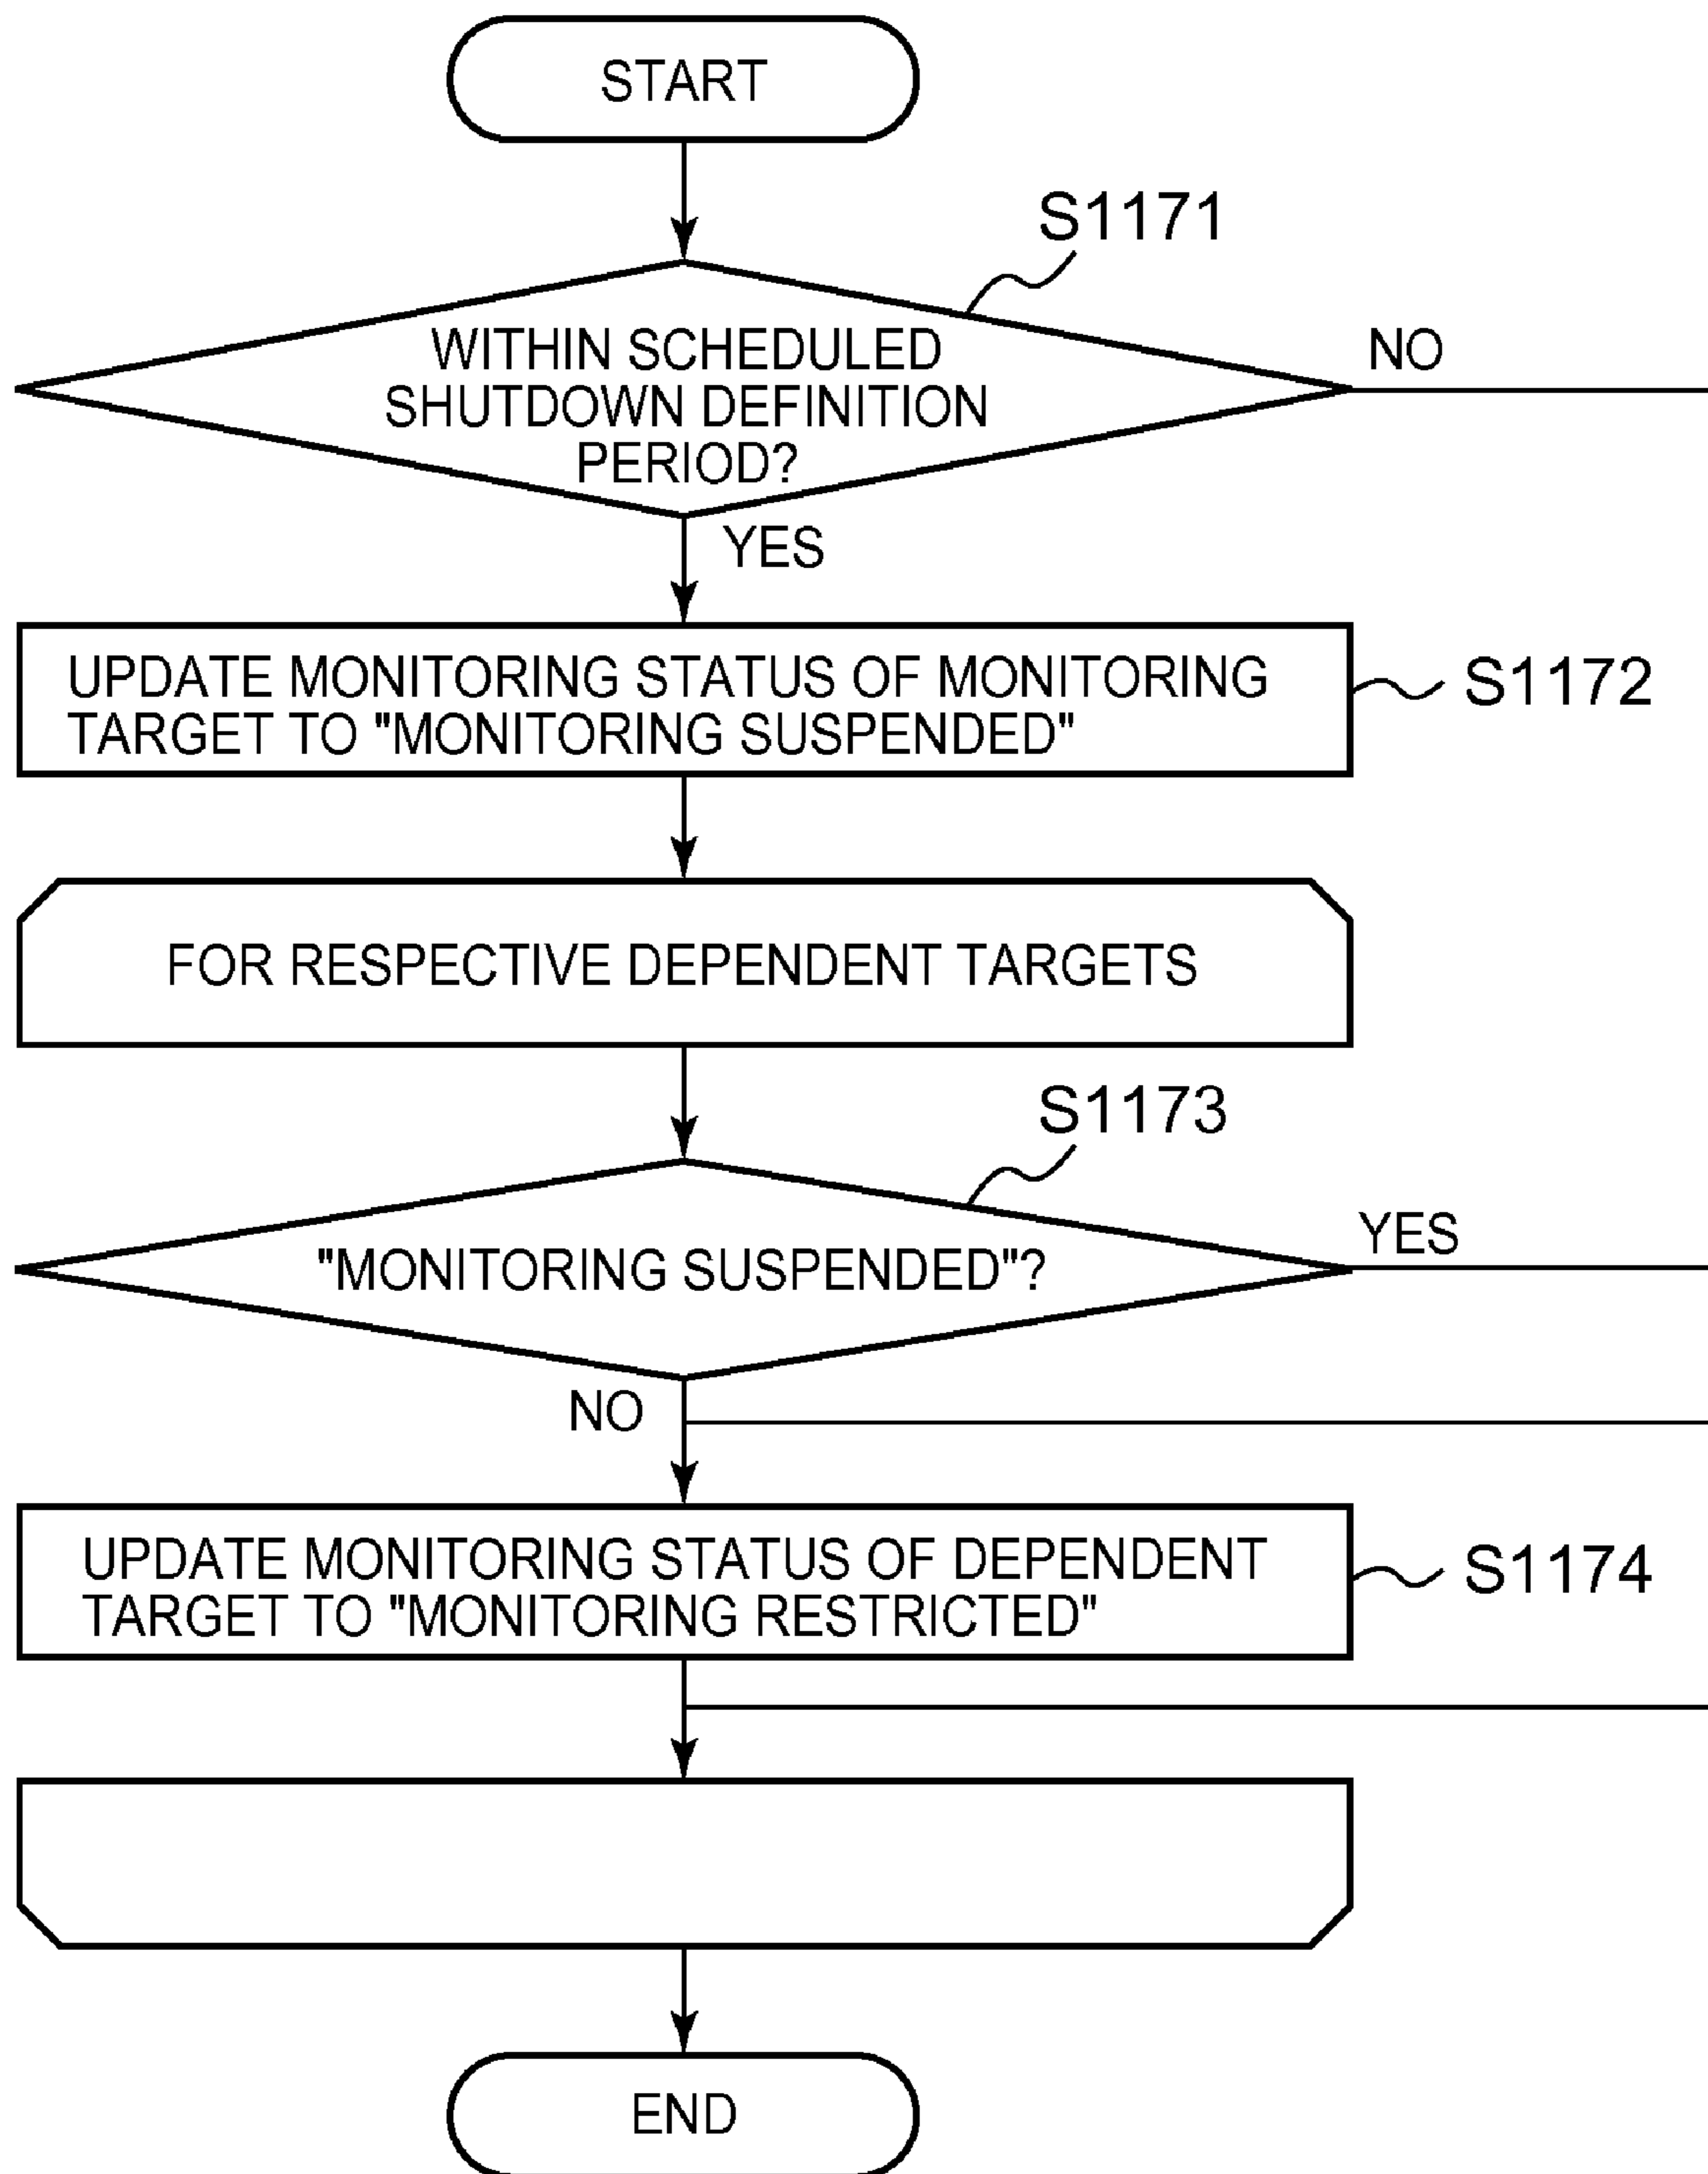 START
S1171
WITHIN SCHEDULED
SHUTDOWN DEFINITION
PERIOD?
NO
YES
UPDATE MONITORING STATUS OF MONITORING
TARGET TO "MONITORING SUSPENDED"
S1172
FOR RESPECTIVE DEPENDENT TARGETS
S1173
"MONITORING SUSPENDED"?
YES
NO
UPDATE MONITORING STATUS OF DEPENDENT
TARGET TO "MONITORING RESTRICTED"
S1174
END